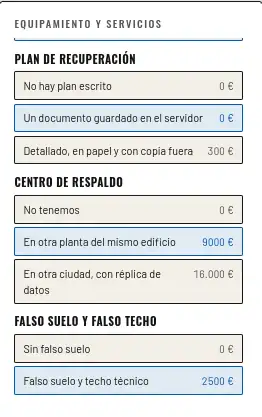 EQUIPAMIENTO Y SERVICIOS
PLAN DE RECUPERACIÓN
No hay plan escrito 0 €
Un documento guardado en el servidor 0 €
Detallado, en papel y con copia fuera 300 €
CENTRO DE RESPALDO
No tenemos 0 €
En otra planta del mismo edificio 9000 €
En otra ciudad, con réplica de 16.000 €
datos
FALSO SUELO Y FALSO TECHO
Sin falso suelo 0 €
Falso suelo y techo técnico 2500 €